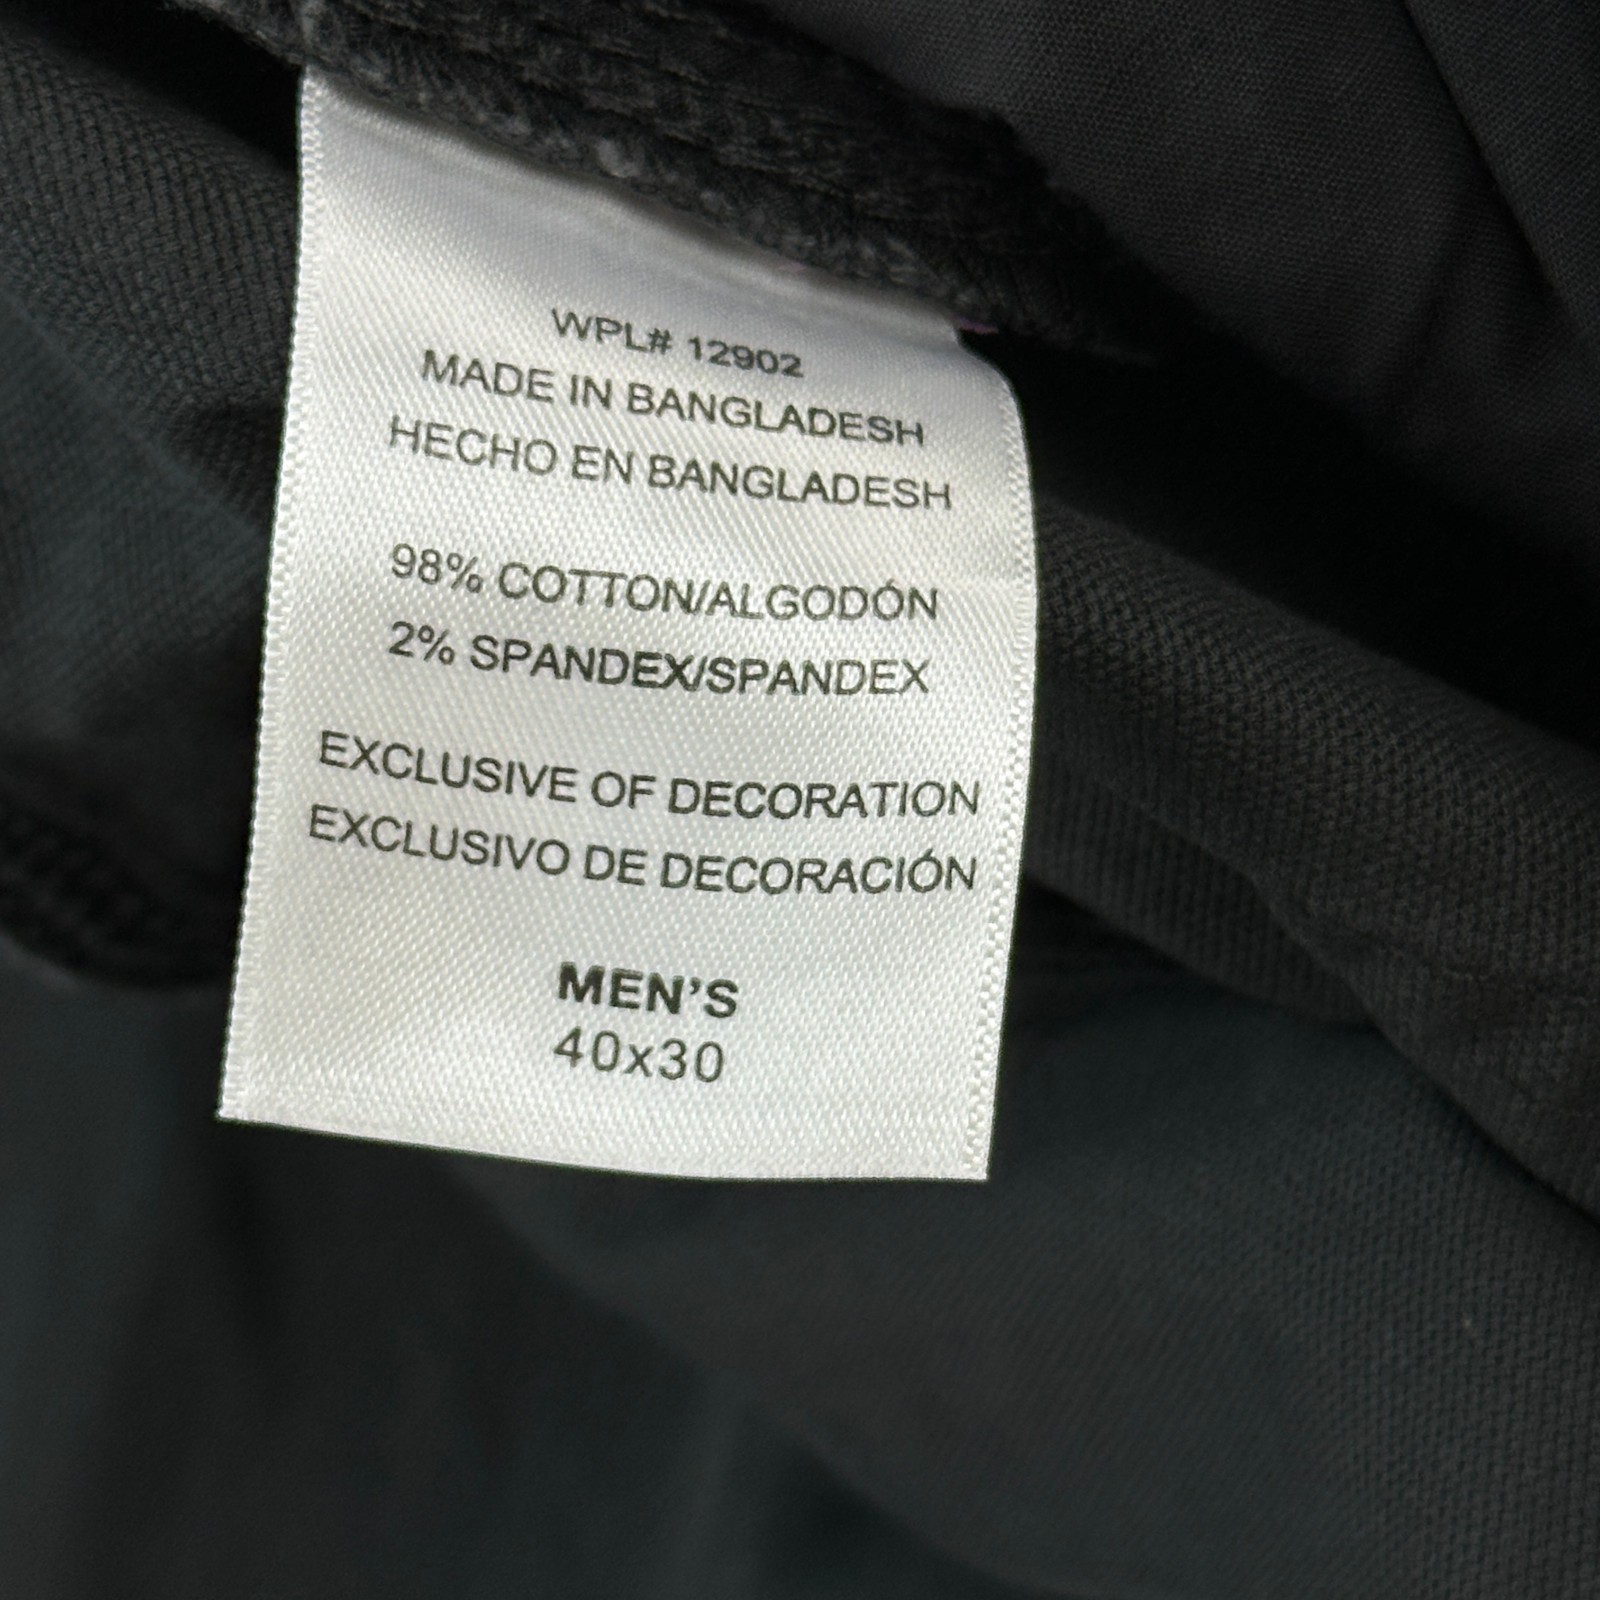 WPL# 12902
MADE IN BANGLADESH
HECHO EN BANGLADESH
98% COTTON/ALGODÓN
2% SPANDEX/SPANDEX
EXCLUSIVE OF DECORATION
EXCLUSIVO DE DECORACIÓN
MEN'S
40x30